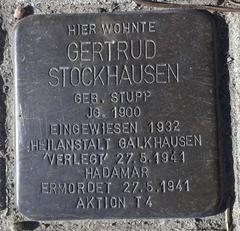 HIER WOHNTE
GERTRUD
STOCKHAUSEN
GEB. STUPP
JG. 1900
EINGEWIESEN 1932
HEILANSTALT GALKHAUSEN
"VERLEGT" 27.5.1941
HADAMAR
ERMORDET 27.5.1941
AKTION T4